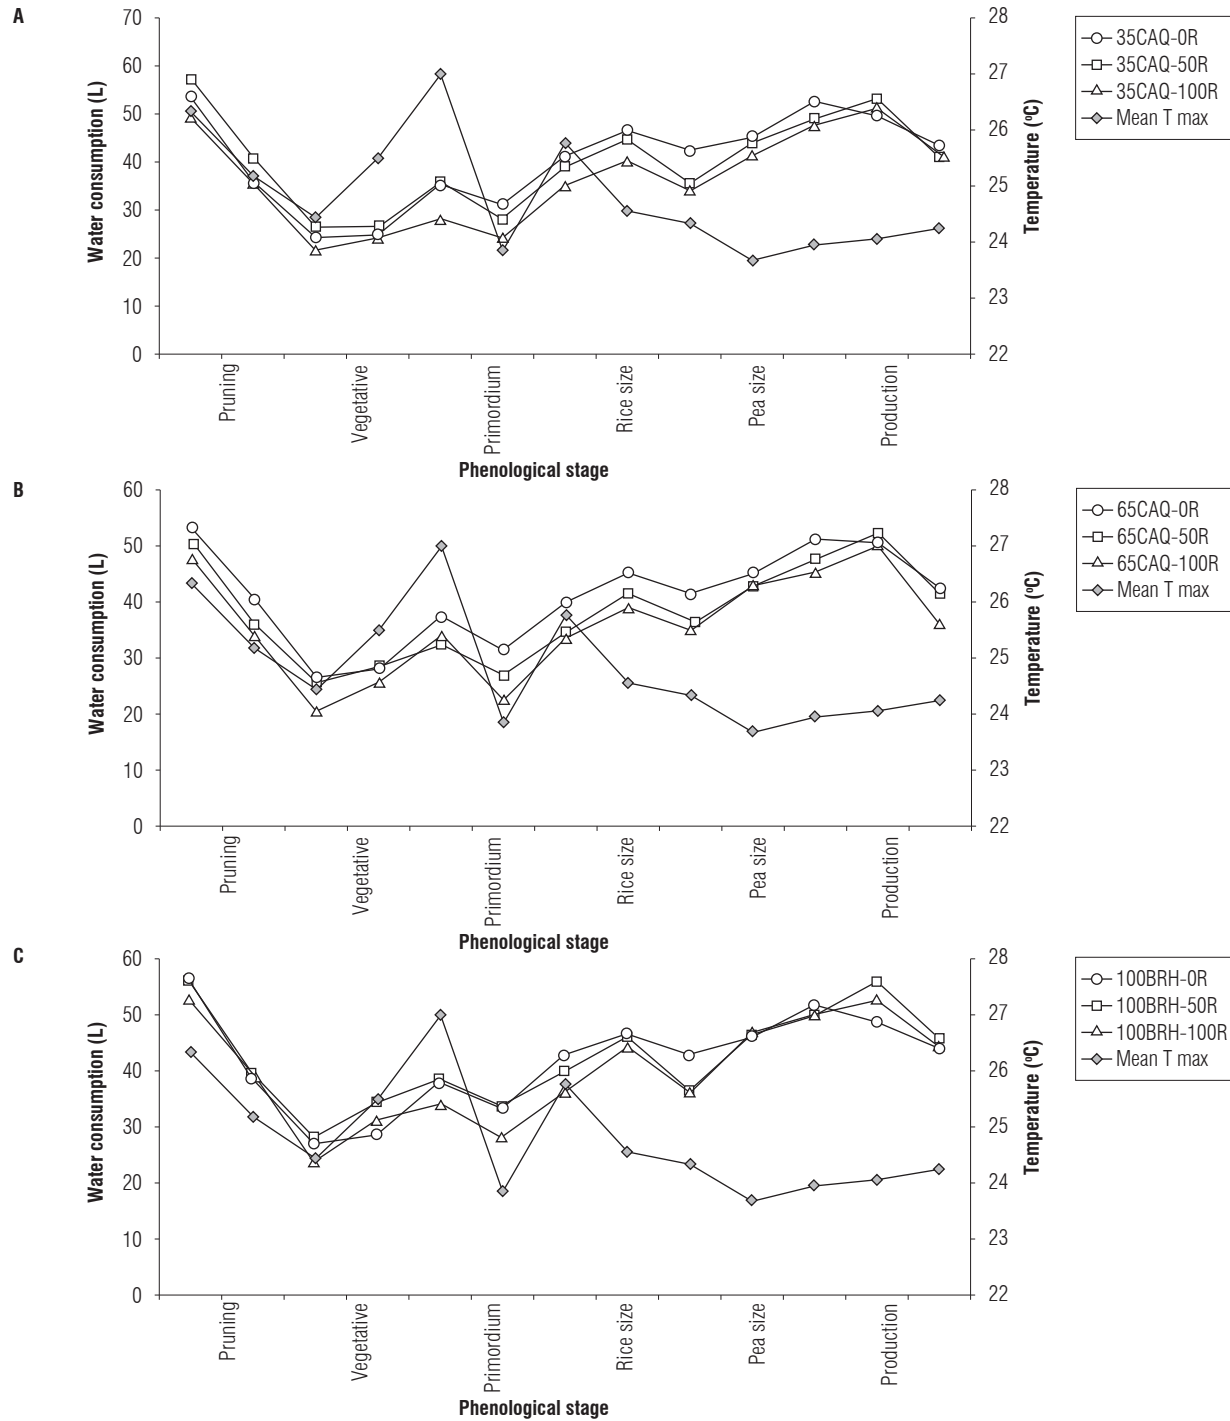 A
70
60
50
40
30
20
10
0
Water consumption (L)
28
27
26
25
24
23
22
Temperature (ºC)
35CAQ-0R
35CAQ-50R
35CAQ-100R
Mean T max
Pruning
Vegetative
Primordium
Rice size
Pea size
Production
Phenological stage
B
60
50
40
30
20
10
0
Water consumption (L)
28
27
26
25
24
23
22
Temperature (ºC)
65CAQ-0R
65CAQ-50R
65CAQ-100R
Mean T max
Pruning
Vegetative
Primordium
Rice size
Pea size
Production
Phenological stage
C
60
50
40
30
20
10
0
Water consumption (L)
28
27
26
25
24
23
22
Temperature (ºC)
100BRH-0R
100BRH-50R
100BRH-100R
Mean T max
Pruning
Vegetative
Primordium
Rice size
Pea size
Production
Phenological stage